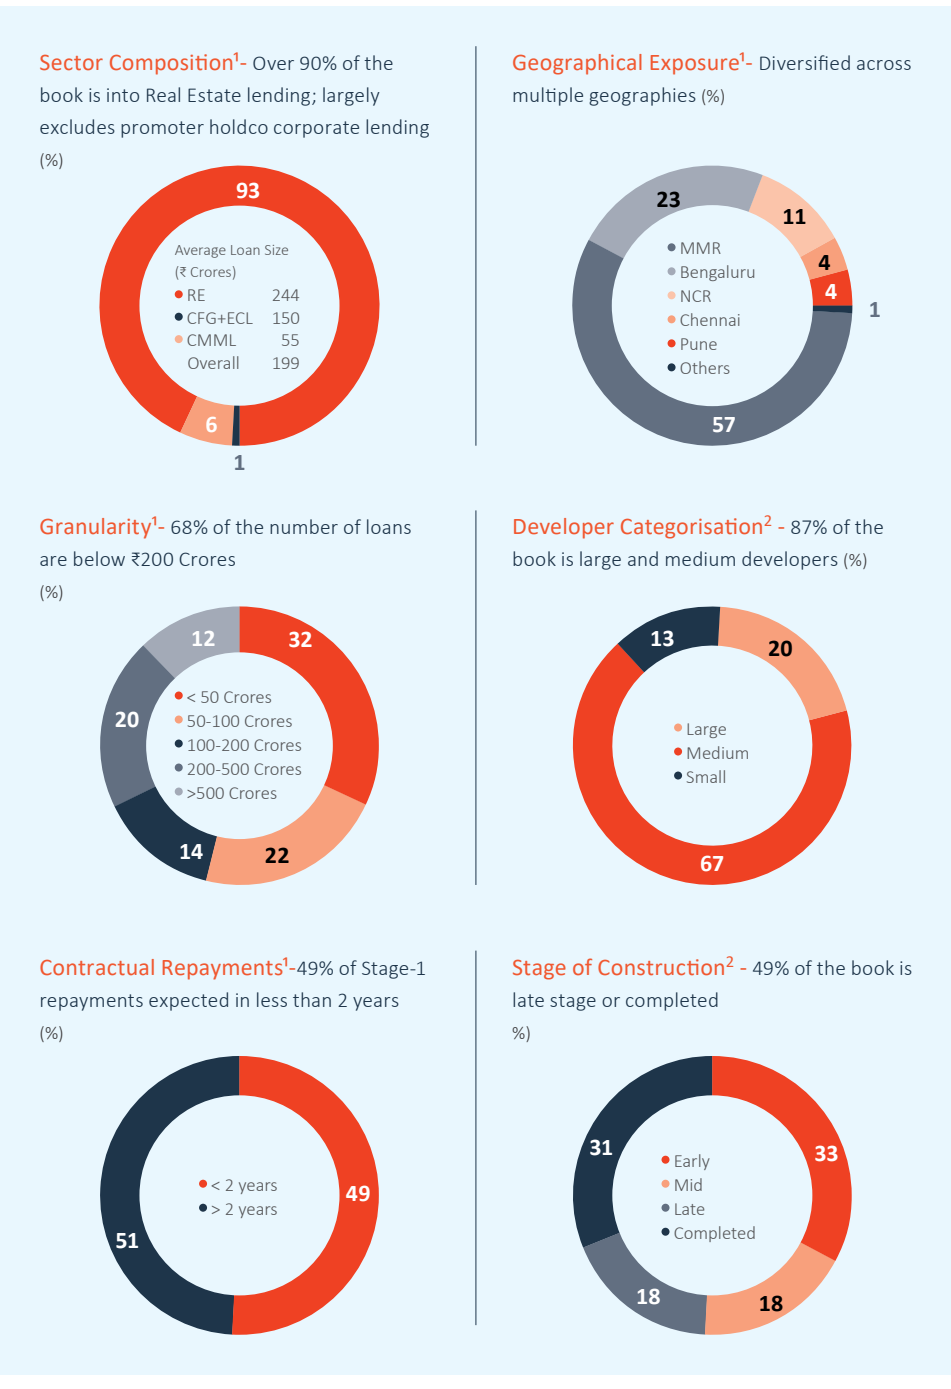 Sector Composition¹- Over 90% of the
book is into Real Estate lending; largely
excludes promoter holdco corporate lending
(%)
93
Average Loan Size
(₹ Crores)
RE 244
CFG+ECL 150
CMML 55
Overall 199
6
1
Geographical Exposure¹- Diversified across
multiple geographies (%)
23
11
4
4
1
57
MMR
Bengaluru
NCR
Chennai
Pune
Others
Granularity¹- 68% of the number of loans
are below ₹200 Crores
(%)
12
32
20
14
22
< 50 Crores
50-100 Crores
100-200 Crores
200-500 Crores
>500 Crores
Developer Categorisation² - 87% of the
book is large and medium developers (%)
13
20
67
Large
Medium
Small
Contractual Repayments¹-49% of Stage-1
repayments expected in less than 2 years
(%)
< 2 years
> 2 years
49
51
Stage of Construction² - 49% of the book is
late stage or completed
%)
31
33
18
18
Early
Mid
Late
Completed